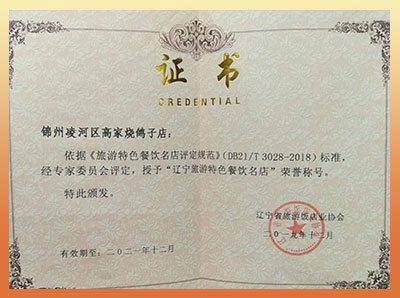 证书
CREDENTIAL
锦州凌河区高家烧鸽子店：
依据《旅游特色餐饮名店评定规范》（DB21/T 3028-2018）标准，
经专家委员会评定，授予“辽宁旅游特色餐饮名店”荣誉称号。
特此颁发。
辽宁省旅游饭店业协会
二〇一九年十二月
有效期至：二〇二一年十二月